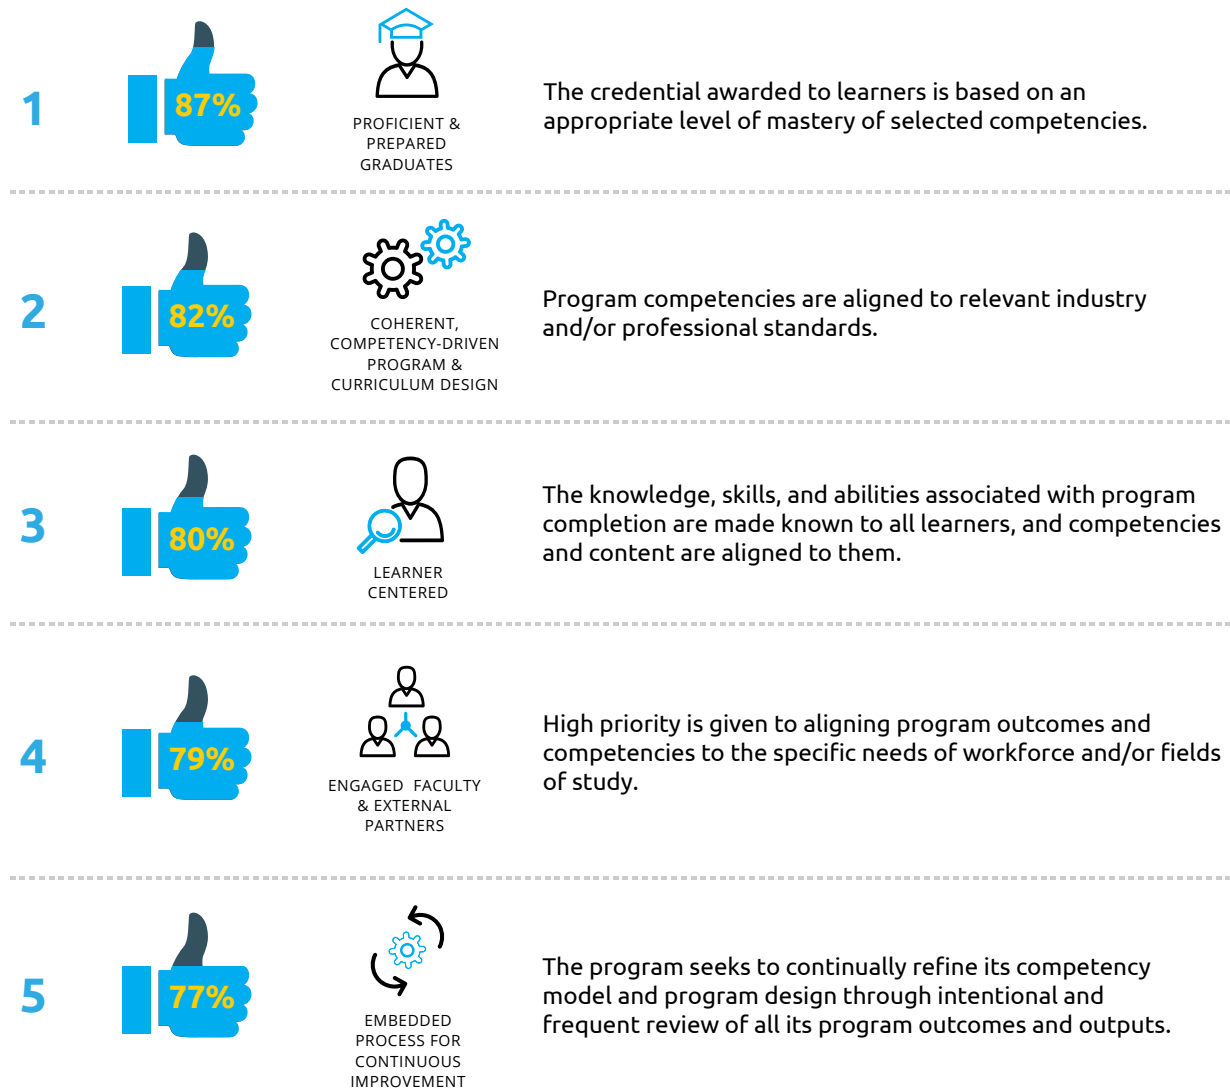 1
87%
PROFICIENT &
PREPARED
GRADUATES
The credential awarded to learners is based on an
appropriate level of mastery of selected competencies.
2
82%
COHERENT,
COMPETENCY-DRIVEN
PROGRAM &
CURRICULUM DESIGN
Program competencies are aligned to relevant industry
and/or professional standards.
3
80%
LEARNER
CENTERED
The knowledge, skills, and abilities associated with program
completion are made known to all learners, and competencies
and content are aligned to them.
4
79%
ENGAGED FACULTY
& EXTERNAL
PARTNERS
High priority is given to aligning program outcomes and
competencies to the specific needs of workforce and/or fields
of study.
5
77%
EMBEDDED
PROCESS FOR
CONTINUOUS
IMPROVEMENT
The program seeks to continually refine its competency
model and program design through intentional and
frequent review of all its program outcomes and outputs.